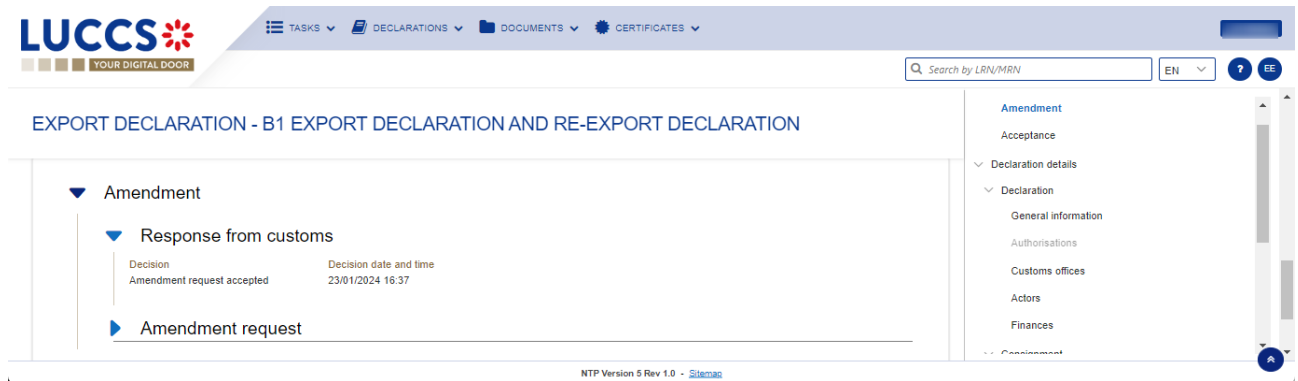 LUCCS
YOUR DIGITAL DOOR
TASKS DECLARATIONS DOCUMENTS CERTIFICATES
Search by LRN/MRN EN ? EE
EXPORT DECLARATION - B1 EXPORT DECLARATION AND RE-EXPORT DECLARATION
Amendment
Response from customs
Decision Decision date and time
Amendment request accepted 23/01/2024 16:37
Amendment request
Amendment
Acceptance
Declaration details
Declaration
General information
Authorisations
Customs offices
Actors
Finances
Consignment
NTP Version 5 Rev 1.0 - Sitemap